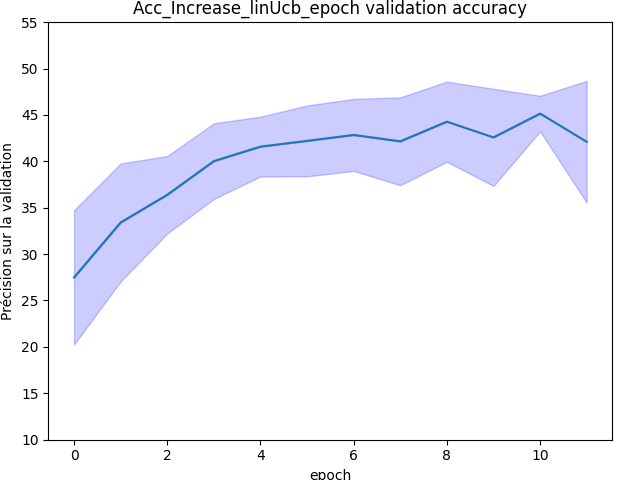 Acc_Increase_linUcb_epoch validation accuracy
55
50
45
40
35
30
25
20
15
10
Précision sur la validation
0 2 4 6 8 10
epoch